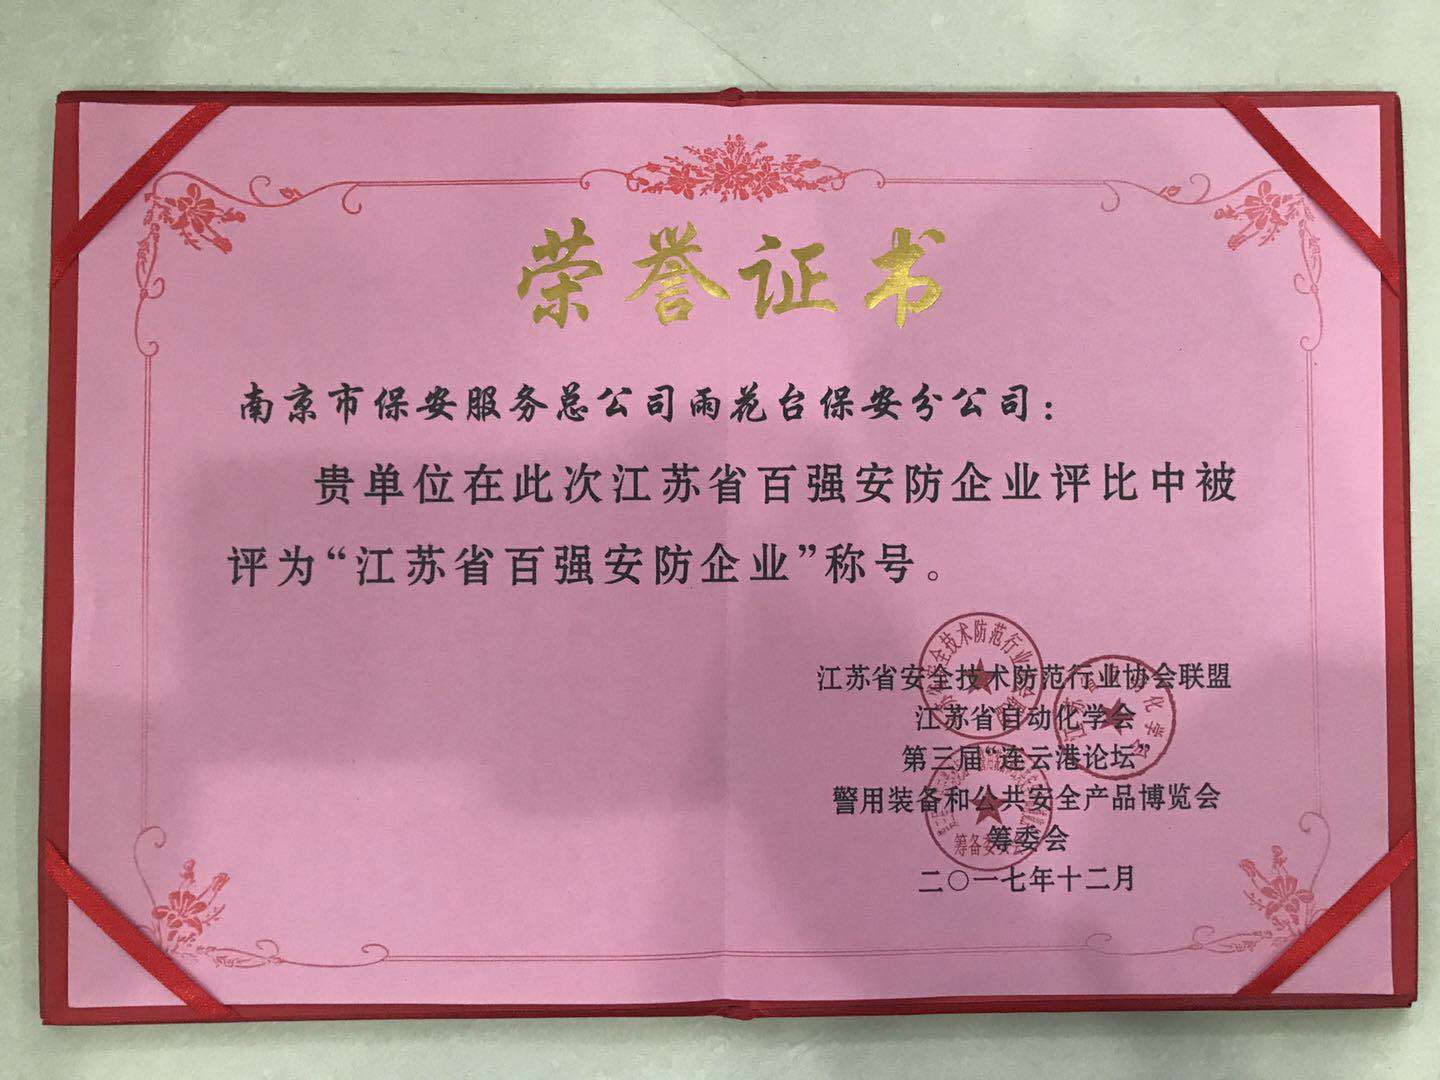 荣誉证书
南京市保安服务总公司雨花台保安分公司：
贵单位在此次江苏省百强安防企业评比中被
评为“江苏省百强安防企业”称号。
江苏省安全技术防范行业协会联盟
江苏省自动化学会
第三届“连云港论坛”
警用装备和公共安全产品博览会
筹委会
二〇一七年十二月
筹备委员会